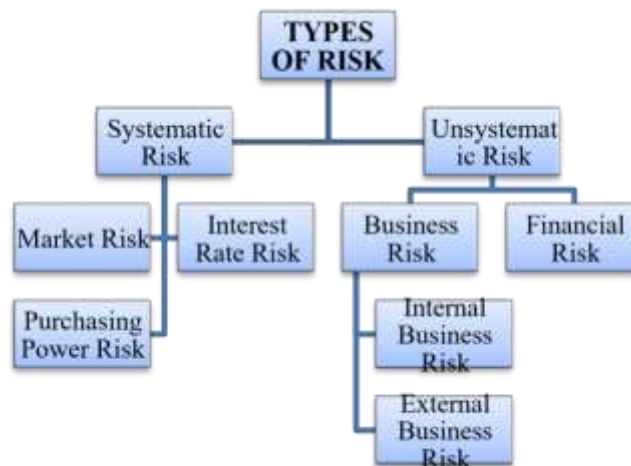 TYPES
OF RISK
Systematic
Risk
Unsystemat
ic Risk
Market Risk
Interest
Rate Risk
Business
Risk
Financial
Risk
Purchasing
Power Risk
Internal
Business
Risk
External
Business
Risk